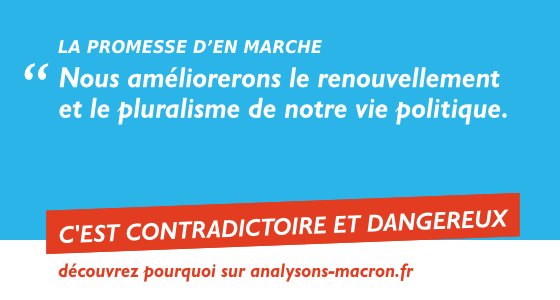 LA PROMESSE D’EN MARCHE
“ Nous améliorerons le renouvellement
et le pluralisme de notre vie politique.
C'EST CONTRADICTOIRE ET DANGEREUX
découvrez pourquoi sur analysons-macron.fr